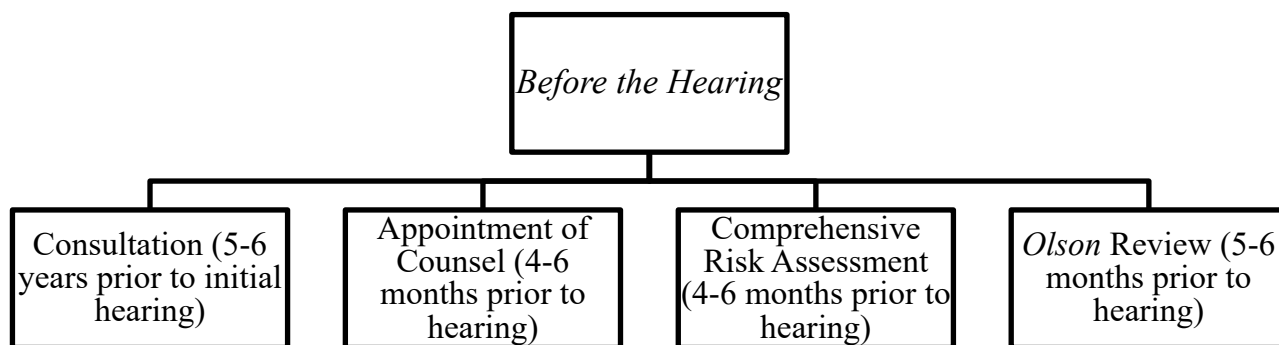 Before the Hearing
Consultation (5-6
years prior to initial
hearing)
Appointment of
Counsel (4-6
months prior to
hearing)
Comprehensive
Risk Assessment
(4-6 months prior to
hearing)
Olson Review (5-6
months prior to
hearing)